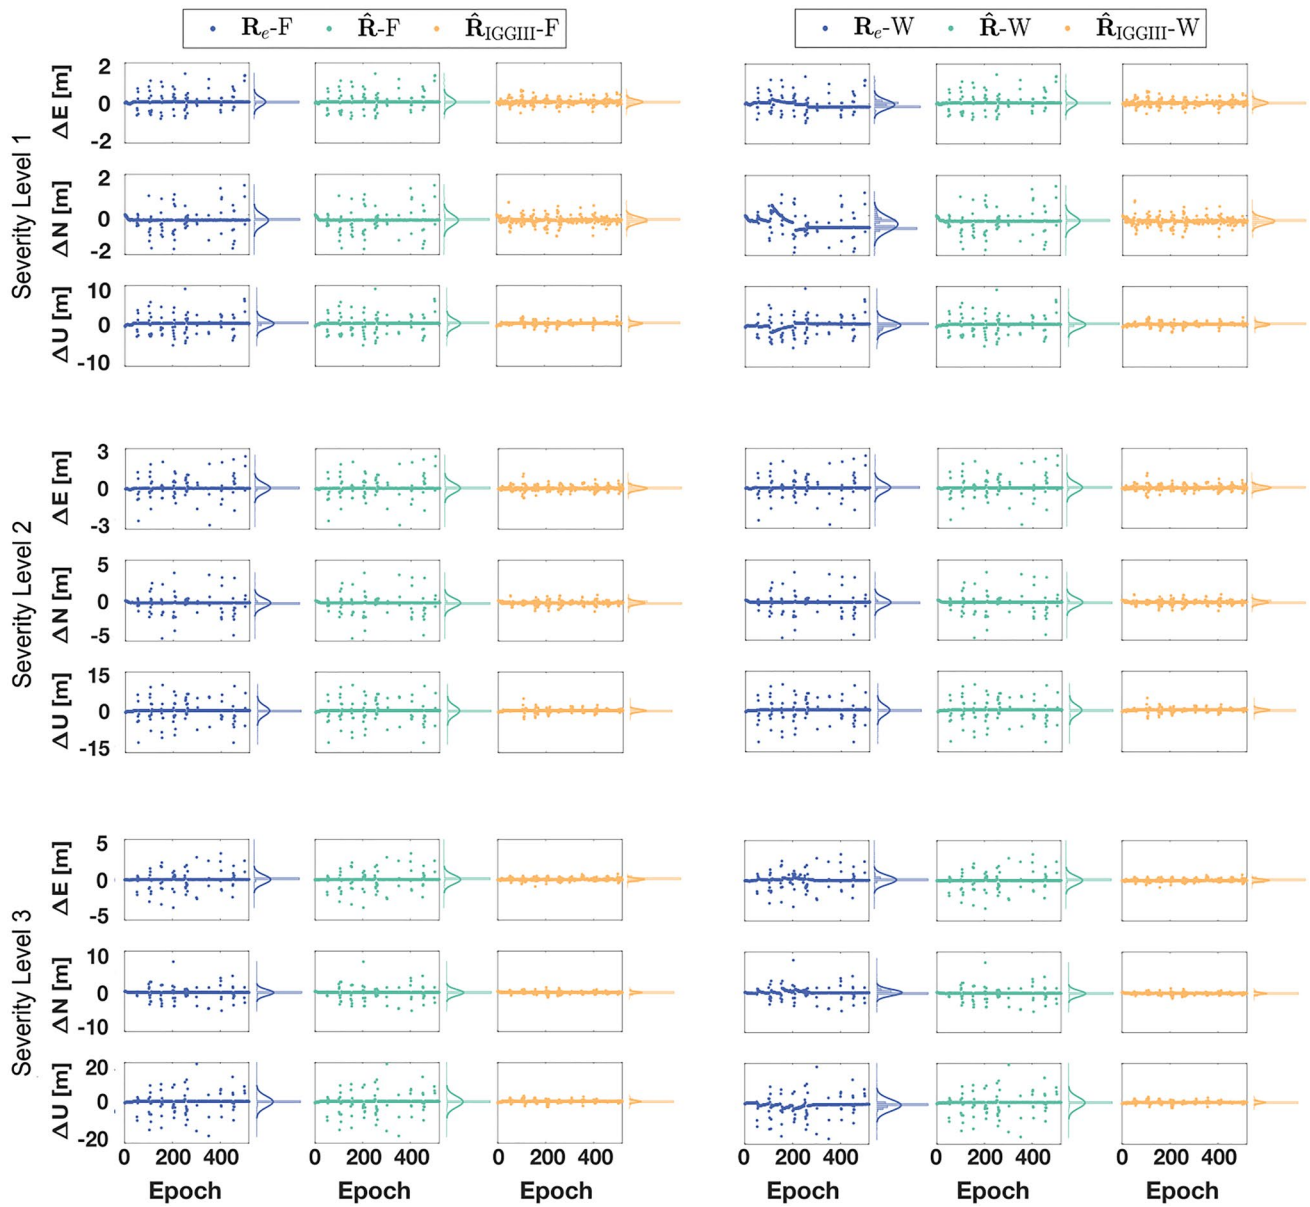 R_e-F R̂-F R̂_IGGIII-F
R_e-W R̂-W R̂_IGGIII-W
Severity Level 1
ΔE [m]
2
0
-2
ΔN [m]
2
0
-2
ΔU [m]
10
0
-10
Severity Level 2
ΔE [m]
3
0
-3
ΔN [m]
5
0
-5
ΔU [m]
15
0
-15
Severity Level 3
ΔE [m]
5
0
-5
ΔN [m]
10
0
-10
ΔU [m]
20
0
-20
0 200 400 0 200 400 0 200 400 0 200 400 0 200 400 0 200 400
Epoch Epoch Epoch Epoch Epoch Epoch